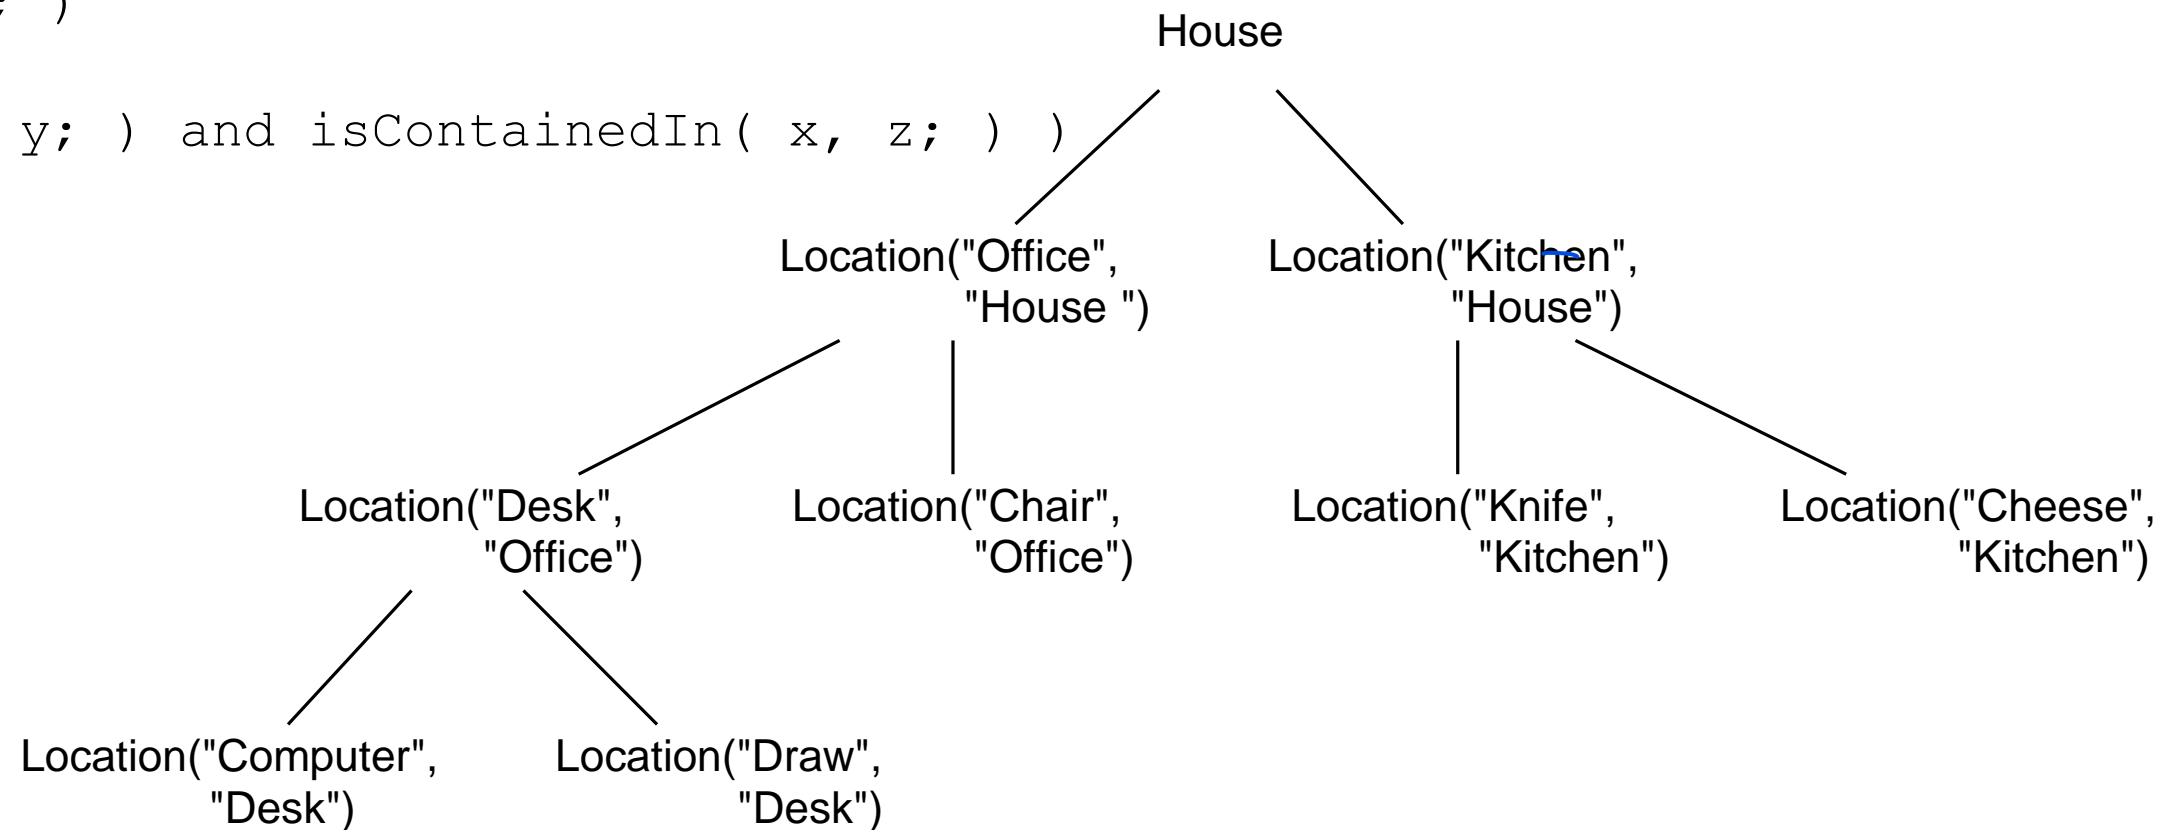 ; )
House
y; ) and isContainedIn( x, z; ) )
Location("Office",
"House ")
Location("Kitchen",
"House")
Location("Desk",
"Office")
Location("Chair",
"Office")
Location("Knife",
"Kitchen")
Location("Cheese",
"Kitchen")
Location("Computer",
"Desk")
Location("Draw",
"Desk")